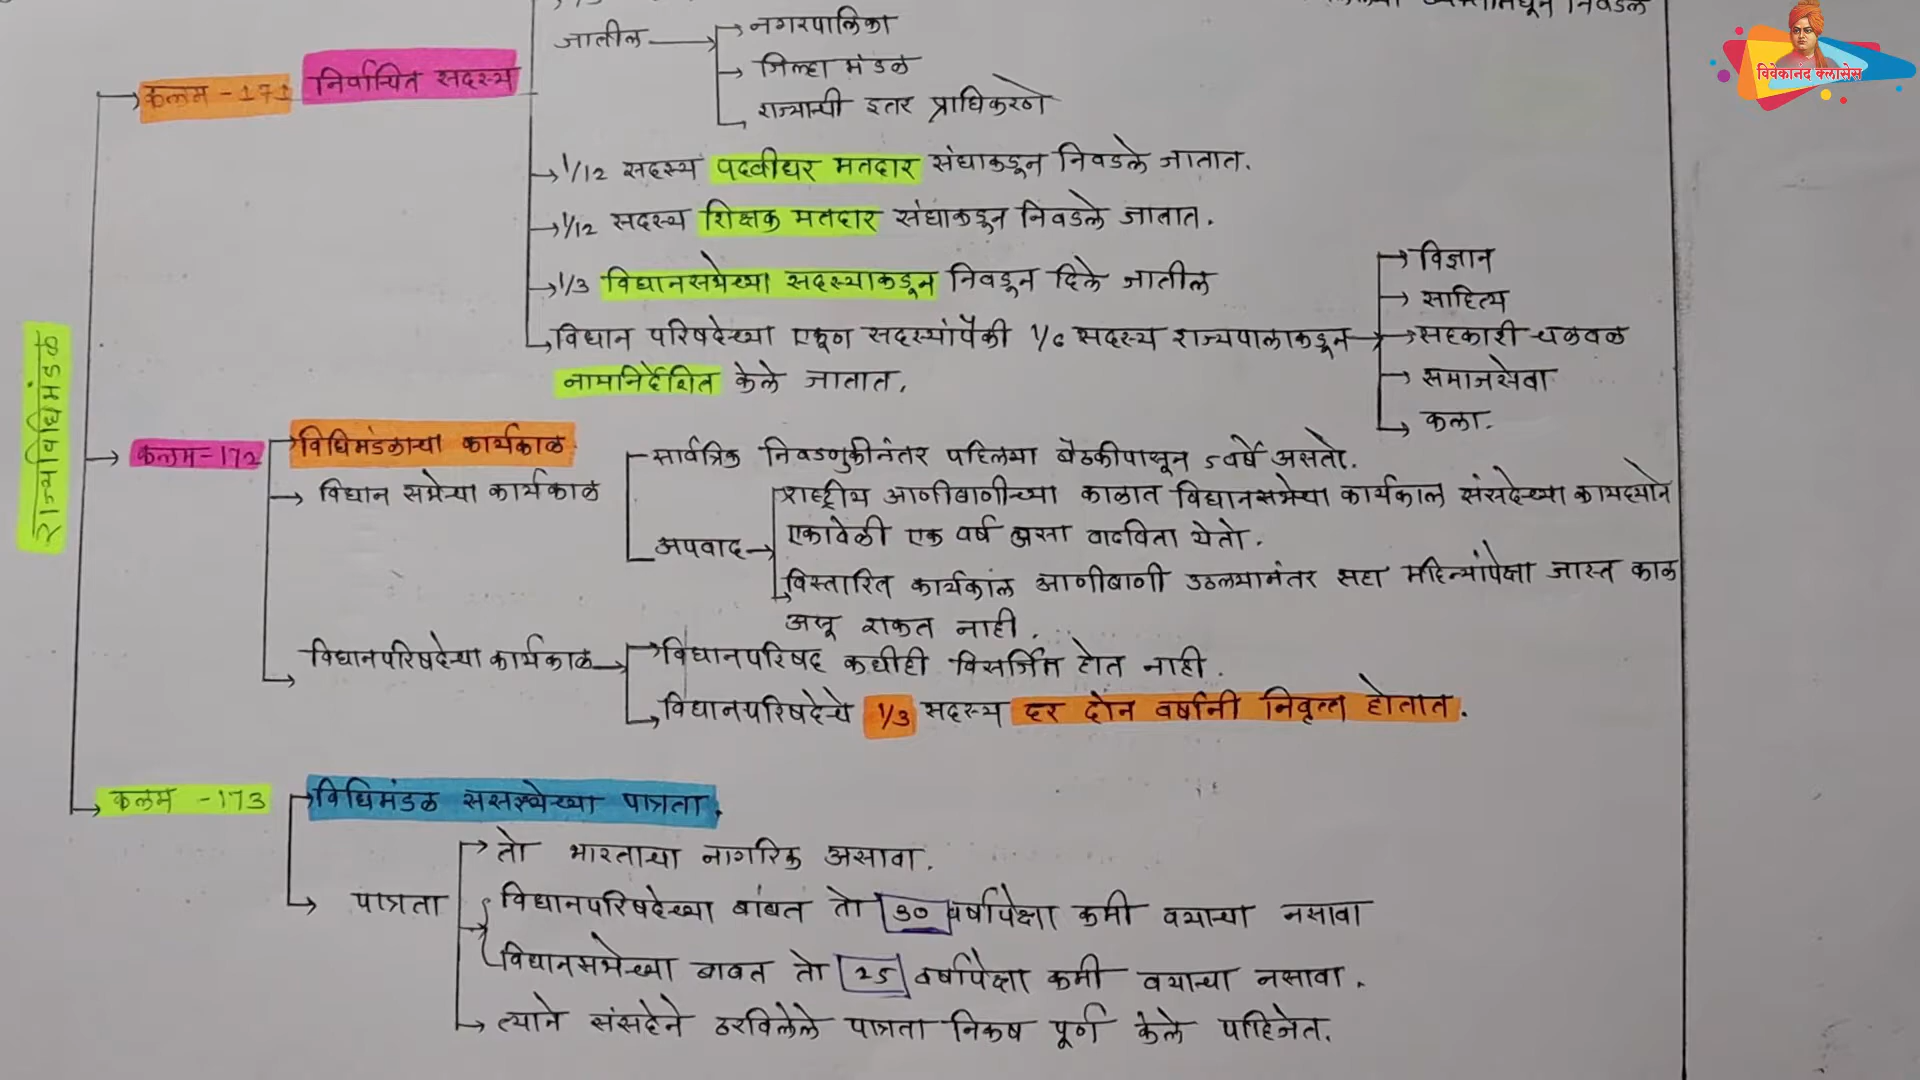 निवडले
विवेकानंद क्लासेस
जातील → नगरपालिका
→ जिल्हा मंडळ
राज्याची इतर प्राधिकरणे
→ कलम - 171 निर्वाचित सदस्य
→ 1/12 सदस्य पदवीधर मतदार संघाकडून निवडले जातात.
→ 1/12 सदस्य शिक्षक मतदार संघाकडून निवडले जातात.
→ 1/3 विधानसभेच्या सदस्याकडून निवडून दिले जातील
→ विधान परिषदेच्या एकूण सदस्यांपैकी 1/6 सदस्य राज्यपालाकडून
नामनिर्देशित केले जातात.
→ विज्ञान
→ साहित्य
→ सहकारी चळवळ
→ समाजसेवा
→ कला.
राज्यविधिमंडळ
→ कलम - 172 → विधिमंडळाचा कार्यकाळ
→ विधान सभेचा कार्यकाळ
सार्वत्रिक निवडणुकीनंतर पहिल्या बैठकीपासून 5 वर्षे असतो.
अपवाद → राष्ट्रीय आणीबाणीच्या काळात विधानसभेचा कार्यकाल संसदेच्या कायद्याने
एकावेळी एक वर्ष असा वाढविता येतो.
विस्तारित कार्यकाल आणीबाणी उठल्यानंतर सहा महिन्यांपेक्षा जास्त काळ
असू शकत नाही.
विधानपरिषदेचा कार्यकाळ → विधानपरिषद कधीही विसर्जित होत नाही.
→ विधानपरिषदेचे 1/3 सदस्य दर दोन वर्षांनी निवृत्त होतात.
→ कलम - 173 → विधिमंडळ पात्रता.
→ पात्रता → तो भारताचा नागरिक असावा.
विधानपरिषदेच्या बाबत तो 30 वर्षापेक्षा कमी वयाचा नसावा
विधानसभेच्या बाबत तो 25 वर्षापेक्षा कमी वयाचा नसावा.
→ त्याने संसदेने ठरविलेले पात्रता निकष पूर्ण केले पाहिजेत.